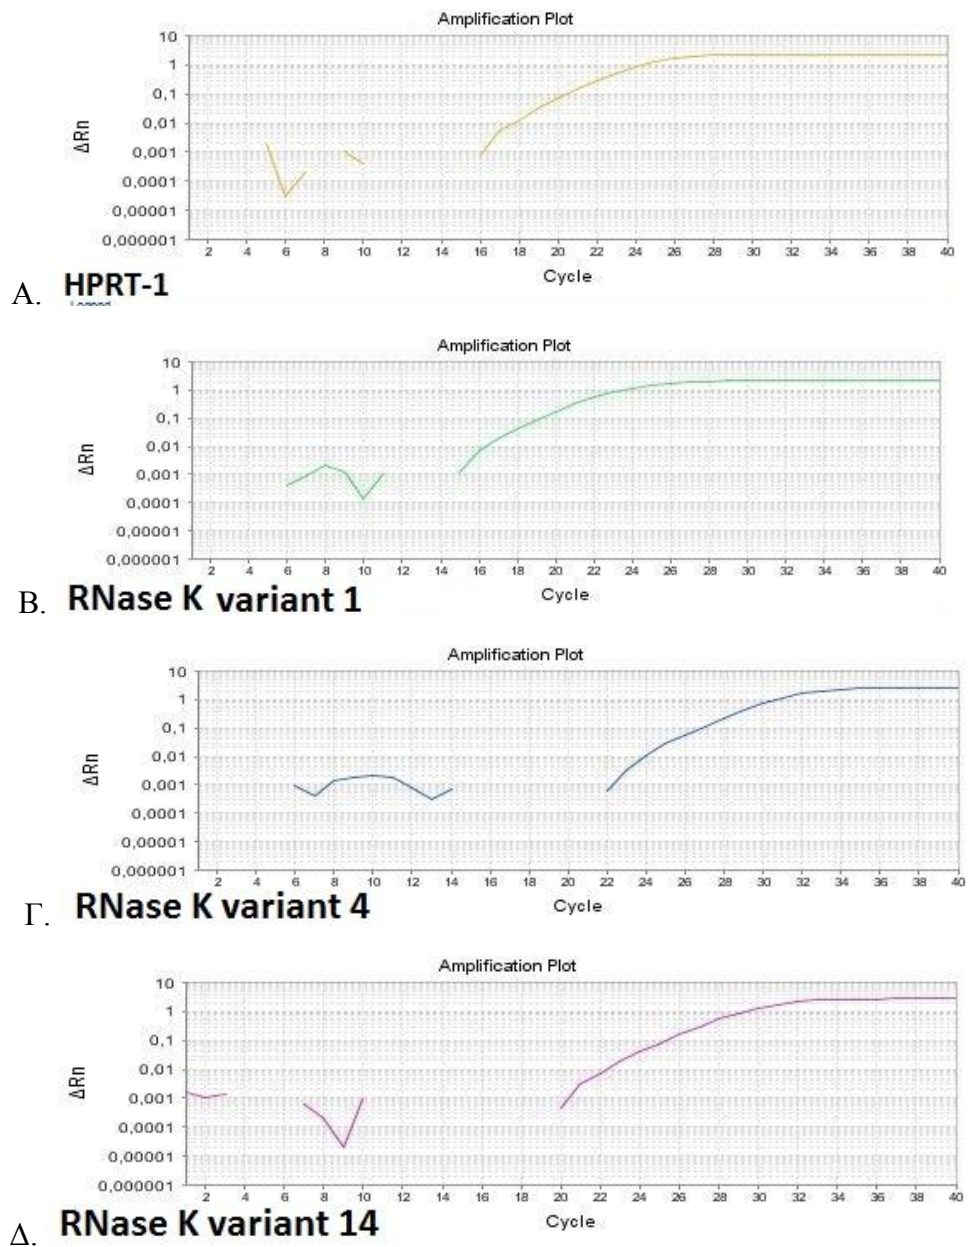 Amplification Plot
10
1
0,1
0,01
0,001
0,0001
0,00001
0,000001
ΔRn
2 4 6 8 10 12 14 16 18 20 22 24 26 28 30 32 34 36 38 40
Cycle
Α. HPRT-1
Amplification Plot
10
1
0,1
0,01
0,001
0,0001
0,00001
0,000001
ΔRn
2 4 6 8 10 12 14 16 18 20 22 24 26 28 30 32 34 36 38 40
Cycle
Β. RNase K variant 1
Amplification Plot
10
1
0,1
0,01
0,001
0,0001
0,00001
0,000001
ΔRn
2 4 6 8 10 12 14 16 18 20 22 24 26 28 30 32 34 36 38 40
Cycle
Γ. RNase K variant 4
Amplification Plot
10
1
0,1
0,01
0,001
0,0001
0,00001
0,000001
ΔRn
2 4 6 8 10 12 14 16 18 20 22 24 26 28 30 32 34 36 38 40
Cycle
Δ. RNase K variant 14